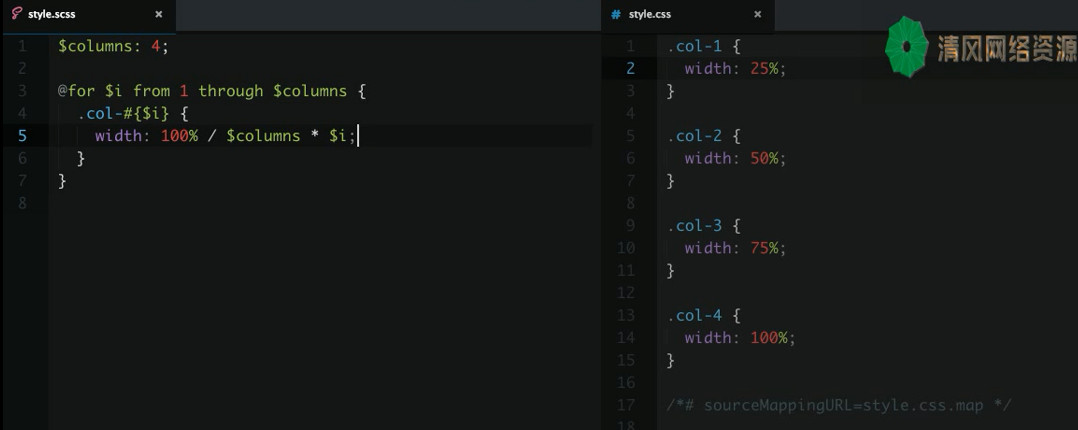 style.scss ×
1 $columns: 4;
2
3 @for $i from 1 through $columns {
4 .col-#{$i} {
5 width: 100% / $columns * $i;
6 }
7 }
8
# style.css ×
1 .col-1 {
2 width: 25%;
3 }
4
5 .col-2 {
6 width: 50%;
7 }
8
9 .col-3 {
10 width: 75%;
11 }
12
13 .col-4 {
14 width: 100%;
15 }
16
17 /*# sourceMappingURL=style.css.map */
18
清风网络资源